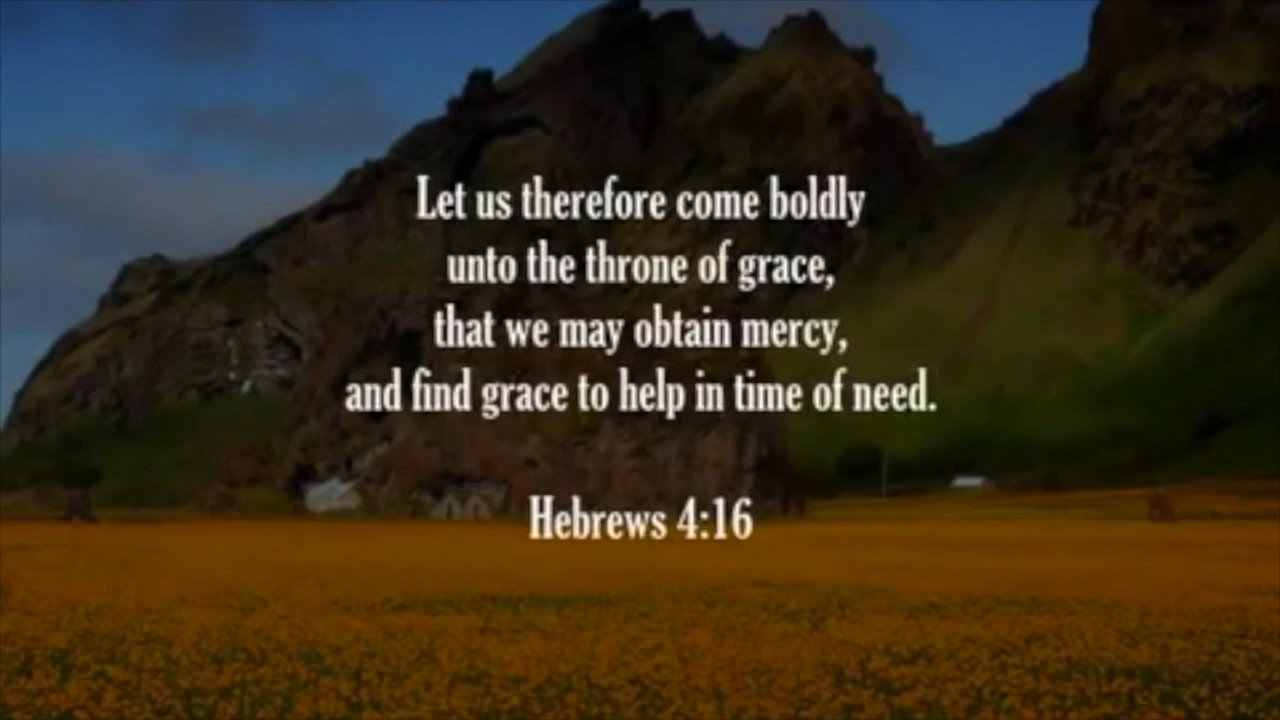 Let us therefore come boldly
unto the throne of grace,
that we may obtain mercy,
and find grace to help in time of need.
Hebrews 4:16